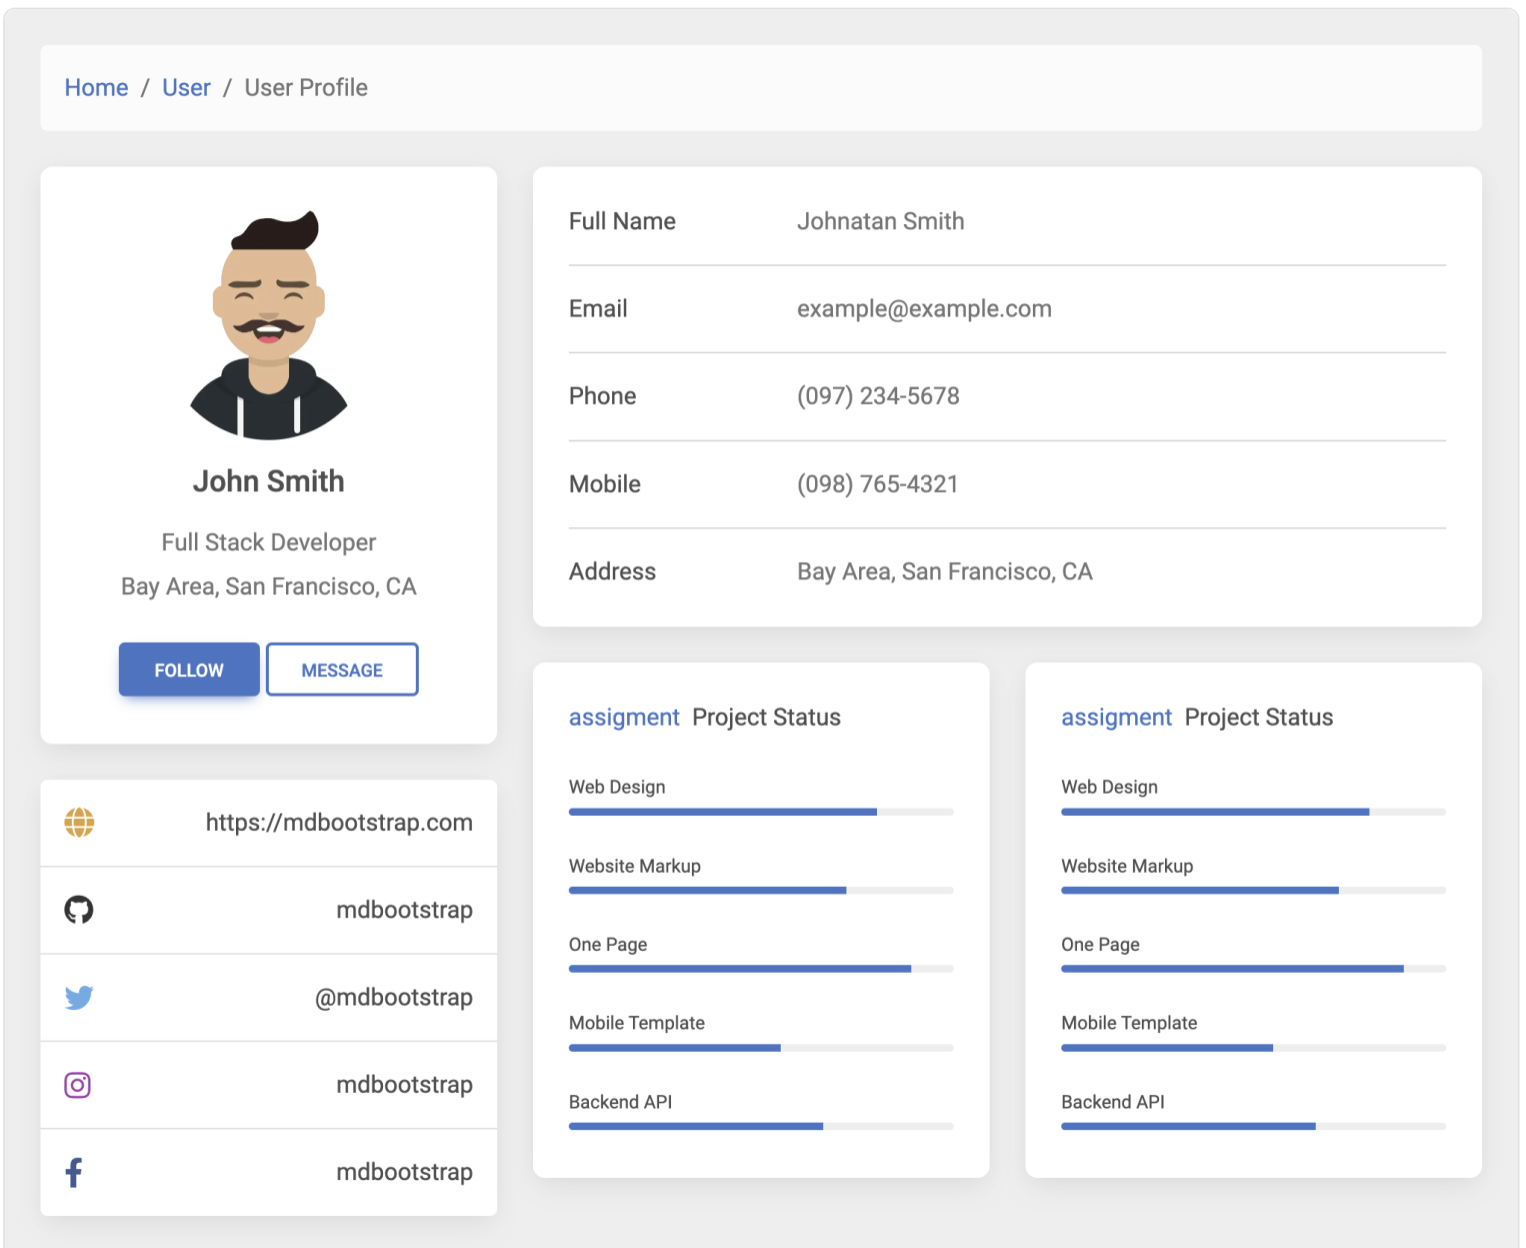 Home / User / User Profile
John Smith
Full Stack Developer
Bay Area, San Francisco, CA
FOLLOW MESSAGE
https://mdbootstrap.com
mdbootstrap
@mdbootstrap
mdbootstrap
mdbootstrap
Full Name Johnatan Smith
Email example@example.com
Phone (097) 234-5678
Mobile (098) 765-4321
Address Bay Area, San Francisco, CA
assigment Project Status
Web Design
Website Markup
One Page
Mobile Template
Backend API
assigment Project Status
Web Design
Website Markup
One Page
Mobile Template
Backend API